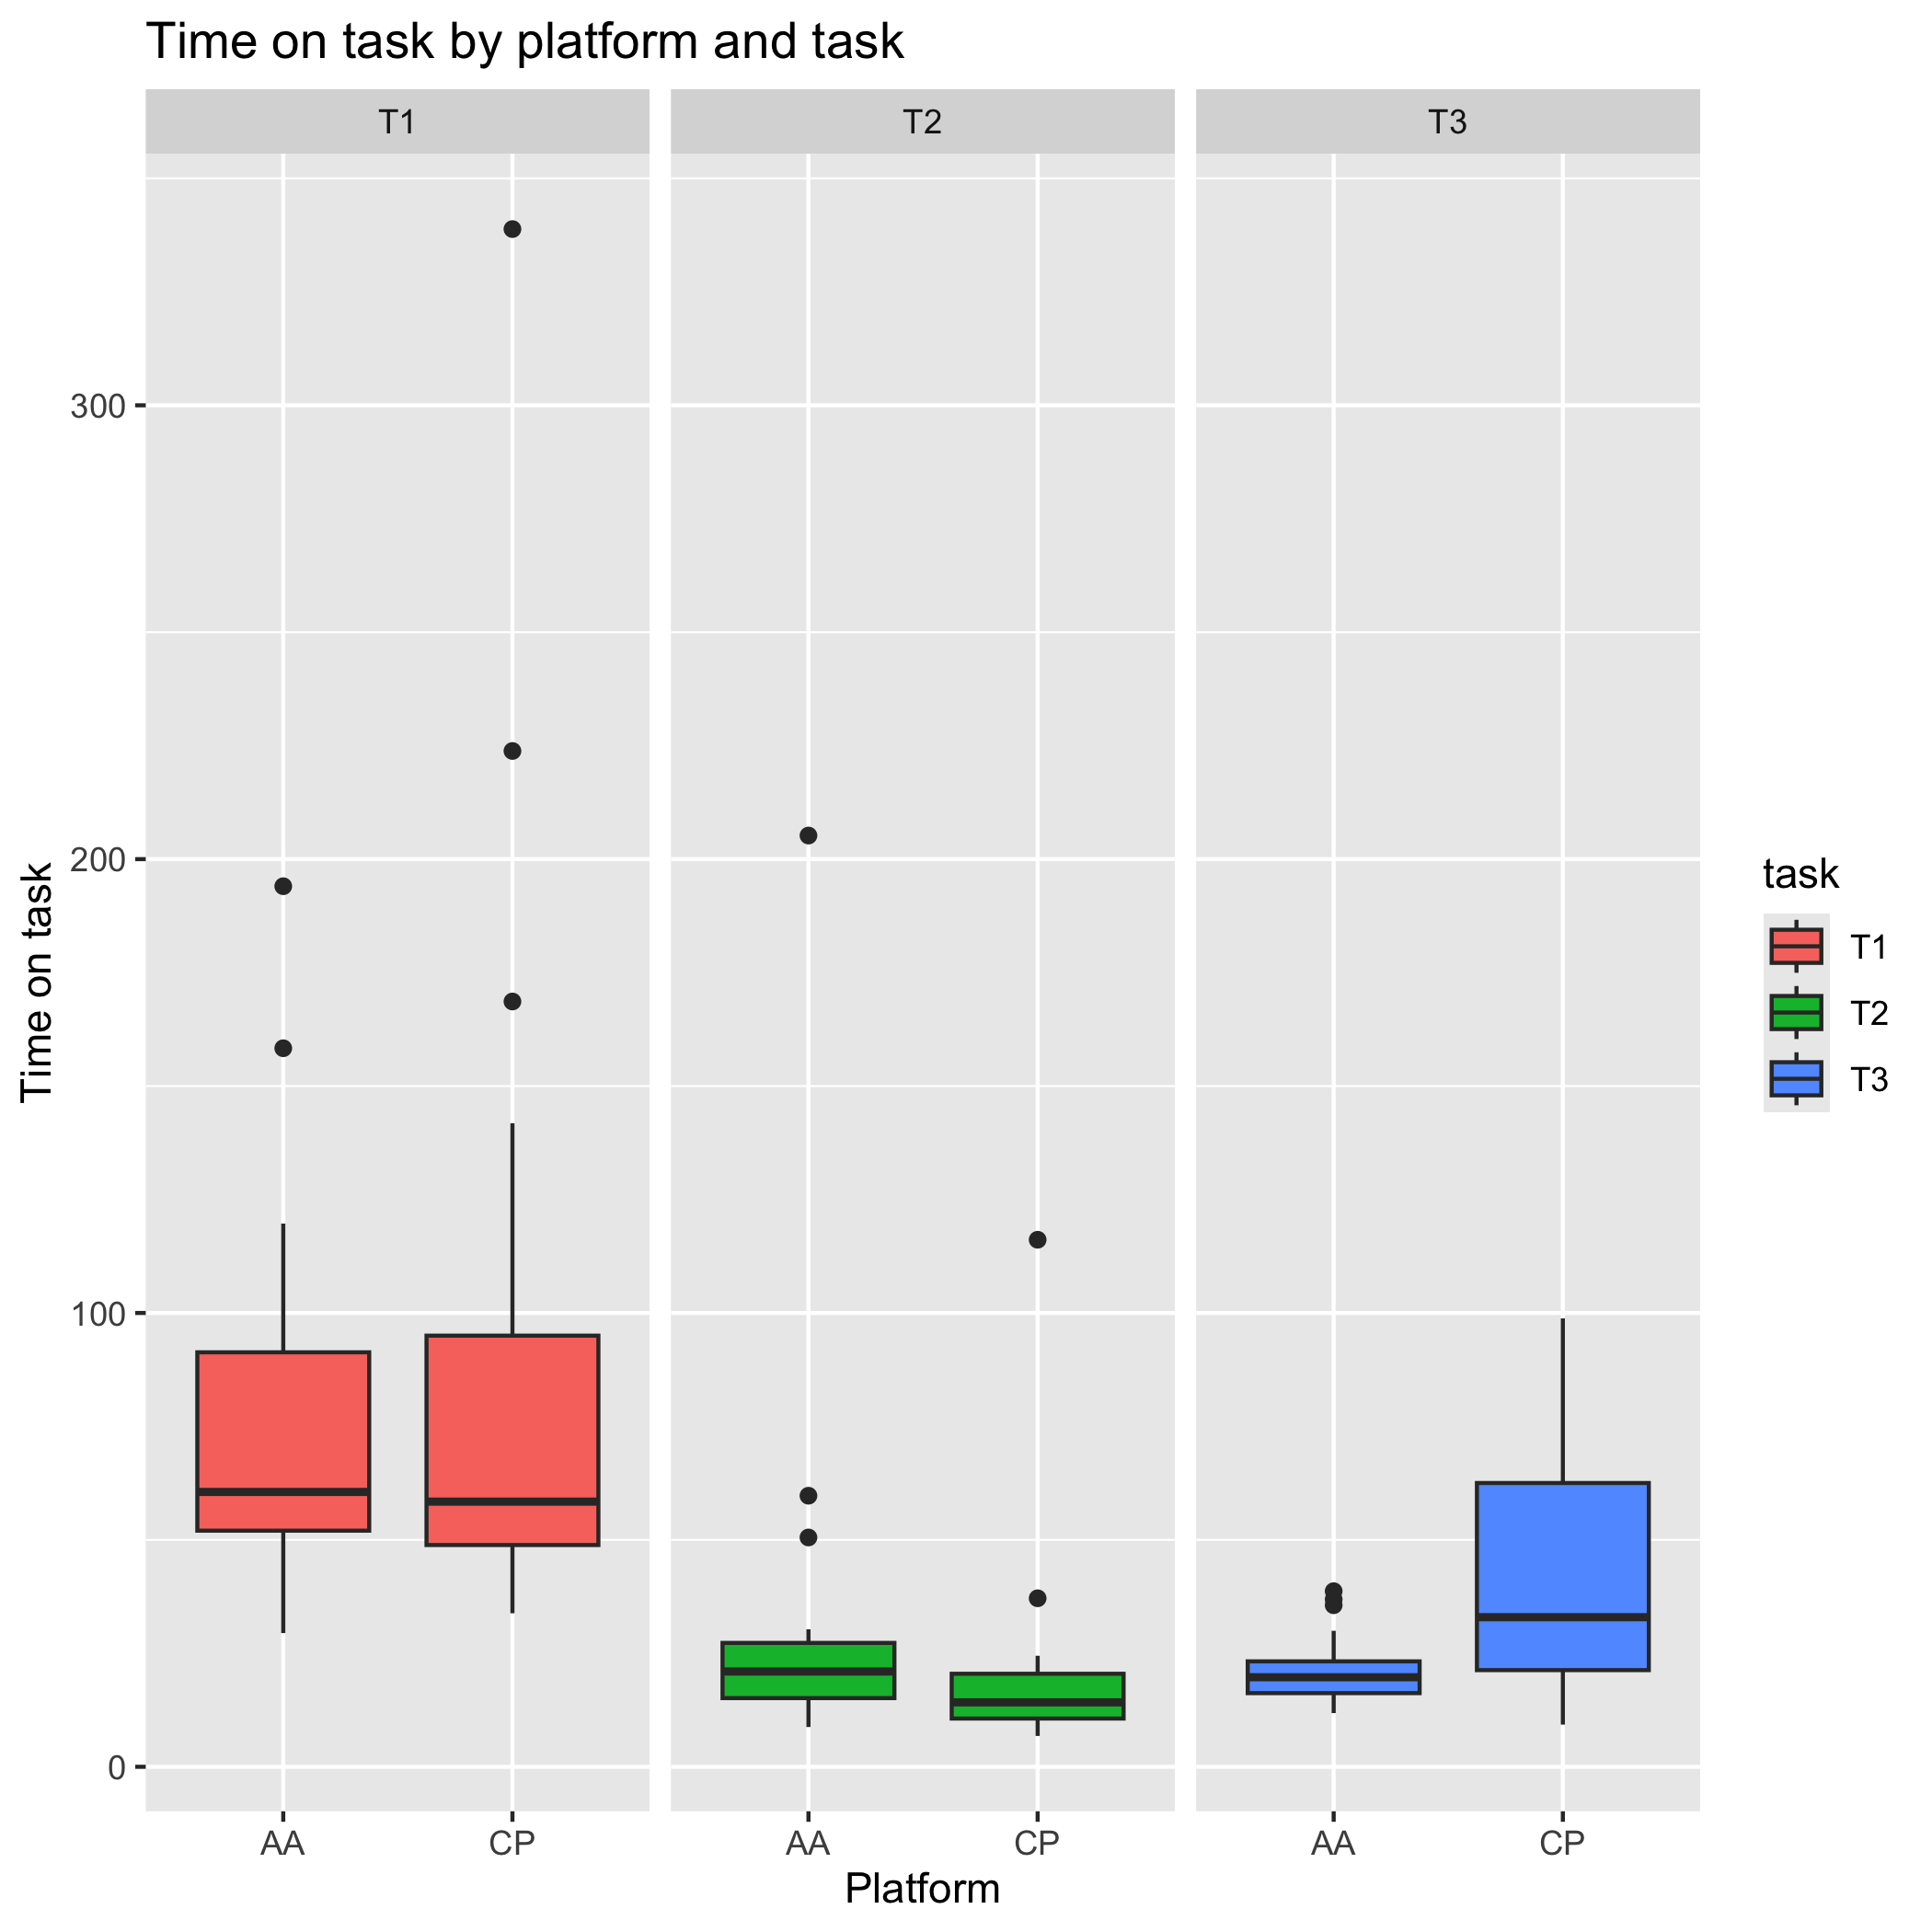 Time on task by platform and task
T1
T2
T3
300
200
100
0
Time on task
AA
CP
AA
CP
AA
CP
Platform
task
T1
T2
T3